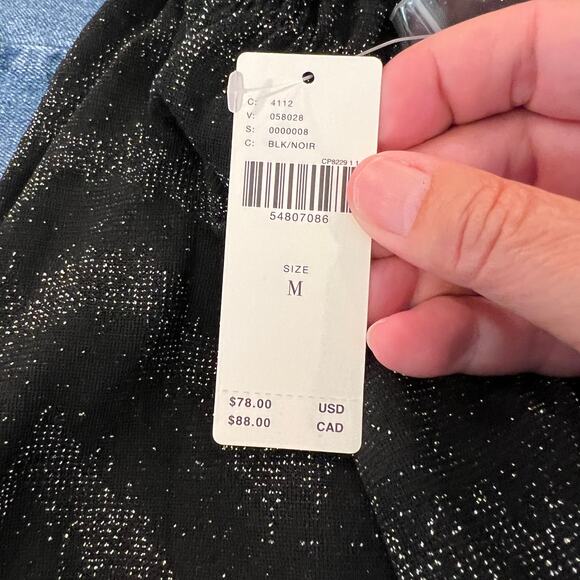 C: 4112
V: 058028
S: 0000008
C: BLK/NOIR
CP8229 1 1
54807086
SIZE
M
$78.00 USD
$88.00 CAD